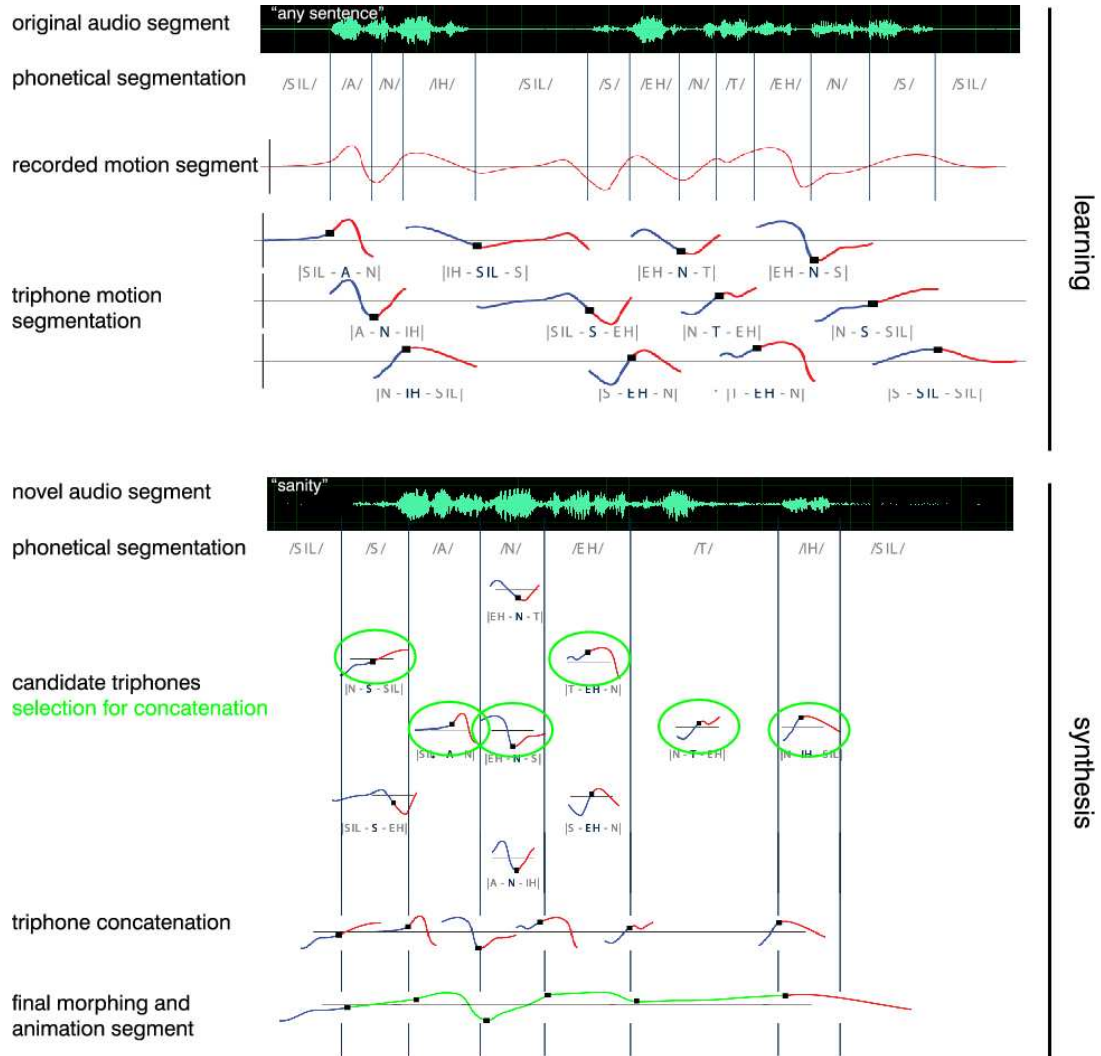 original audio segment
"any sentence"
phonetical segmentation
/SIL/ /A/ /N/ /IH/ /SIL/ /S/ /EH/ /N/ /T/ /EH/ /N/ /S/ /SIL/
recorded motion segment
|SIL - A - N| |IH - SIL - S| |EH - N - T| |EH - N - S|
triphone motion
segmentation
|A - N - IH| |SIL - S - EH| |N - T - EH| |N - S - SIL|
|N - IH - SIL| |S - EH - N| |T - EH - N| |S - SIL - SIL|
learning
novel audio segment
"sanity"
phonetical segmentation
/SIL/ /S/ /A/ /N/ /EH/ /T/ /IH/ /SIL/
|EH - N - T|
candidate triphones
selection for concatenation
|N - S - SIL| |T - EH - N|
|SIL - A - N| |EH - N - S| |N - T - EH| |N - IH - SIL|
|SIL - S - EH| |S - EH - N|
|A - N - IH|
triphone concatenation
final morphing and
animation segment
synthesis